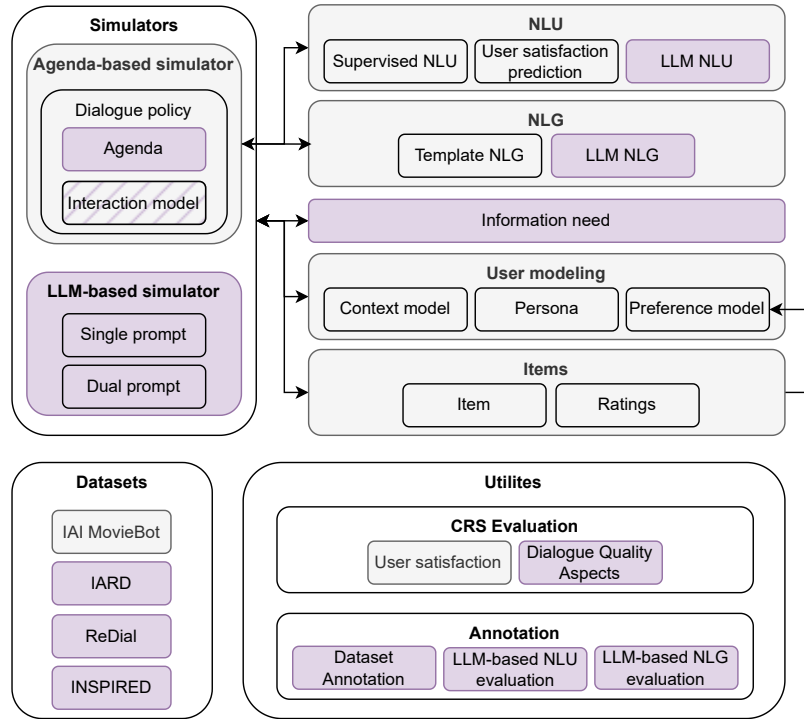 Simulators
Agenda-based simulator
Dialogue policy
Agenda
Interaction model
LLM-based simulator
Single prompt
Dual prompt
NLU
Supervised NLU
User satisfaction
prediction
LLM NLU
NLG
Template NLG
LLM NLG
Information need
User modeling
Context model
Persona
Preference model
Items
Item
Ratings
Datasets
IAI MovieBot
IARD
ReDial
INSPIRED
Utilites
CRS Evaluation
User satisfaction
Dialogue Quality
Aspects
Annotation
Dataset
Annotation
LLM-based NLU
evaluation
LLM-based NLG
evaluation